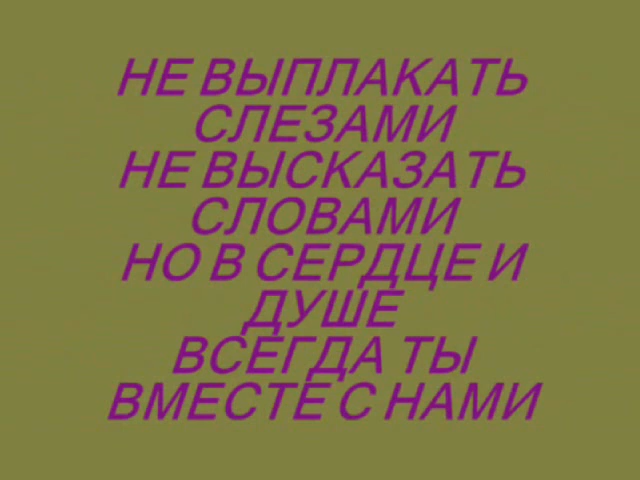 НЕ ВЫПЛАКАТЬ
СЛЕЗАМИ
НЕ ВЫСКАЗАТЬ
СЛОВАМИ
НО В СЕРДЦЕ И
ДУШЕ
ВСЕГДА ТЫ
ВМЕСТЕ С НАМИ